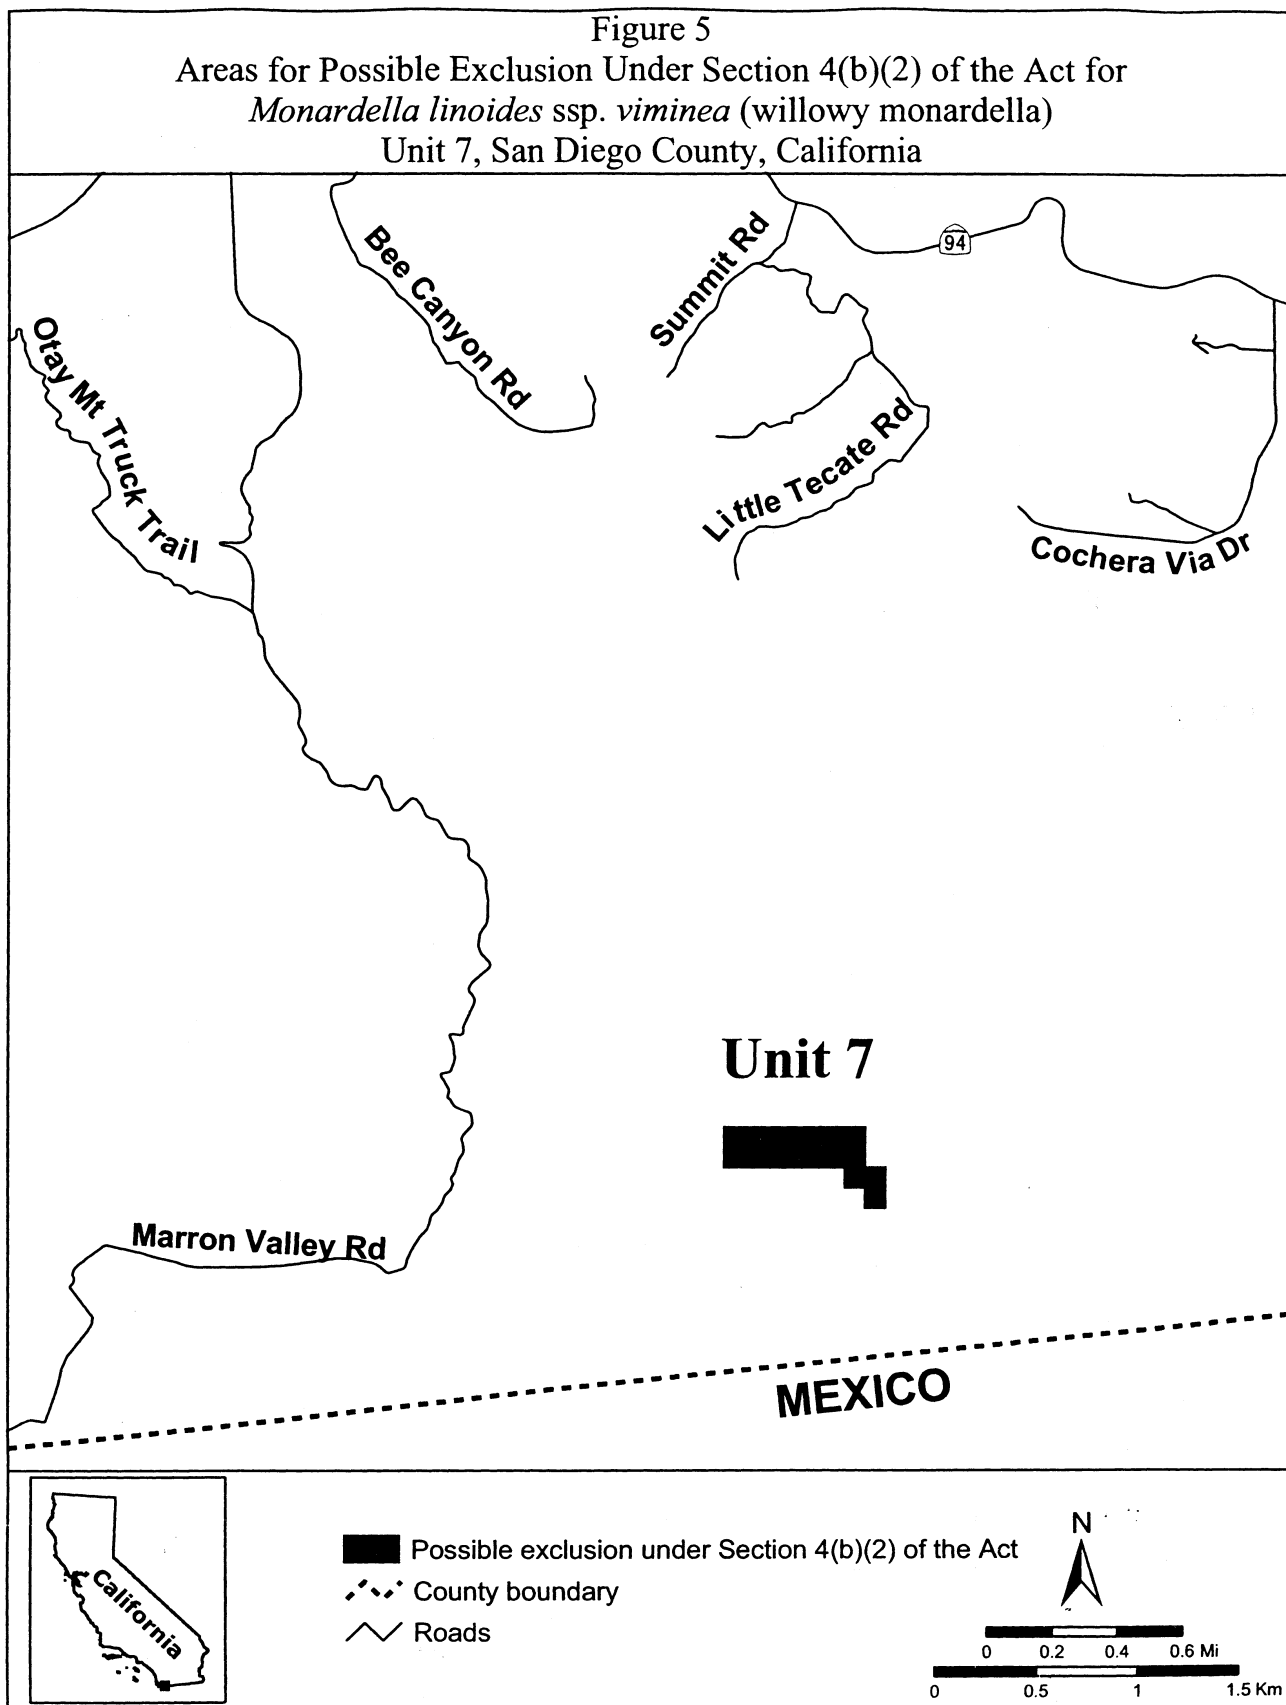 Figure 5
Areas for Possible Exclusion Under Section 4(b)(2) of the Act for
Monardella linoides ssp. viminea (willowy monardella)
Unit 7, San Diego County, California
94
Bee Canyon Rd
Summit Rd
Otay Mt Truck Trail
Little Tecate Rd
Cochera Via Dr
Unit 7
Marron Valley Rd
MEXICO
California
Possible exclusion under Section 4(b)(2) of the Act
County boundary
Roads
N
0 0.2 0.4 0.6 Mi
0 0.5 1 1.5 Km